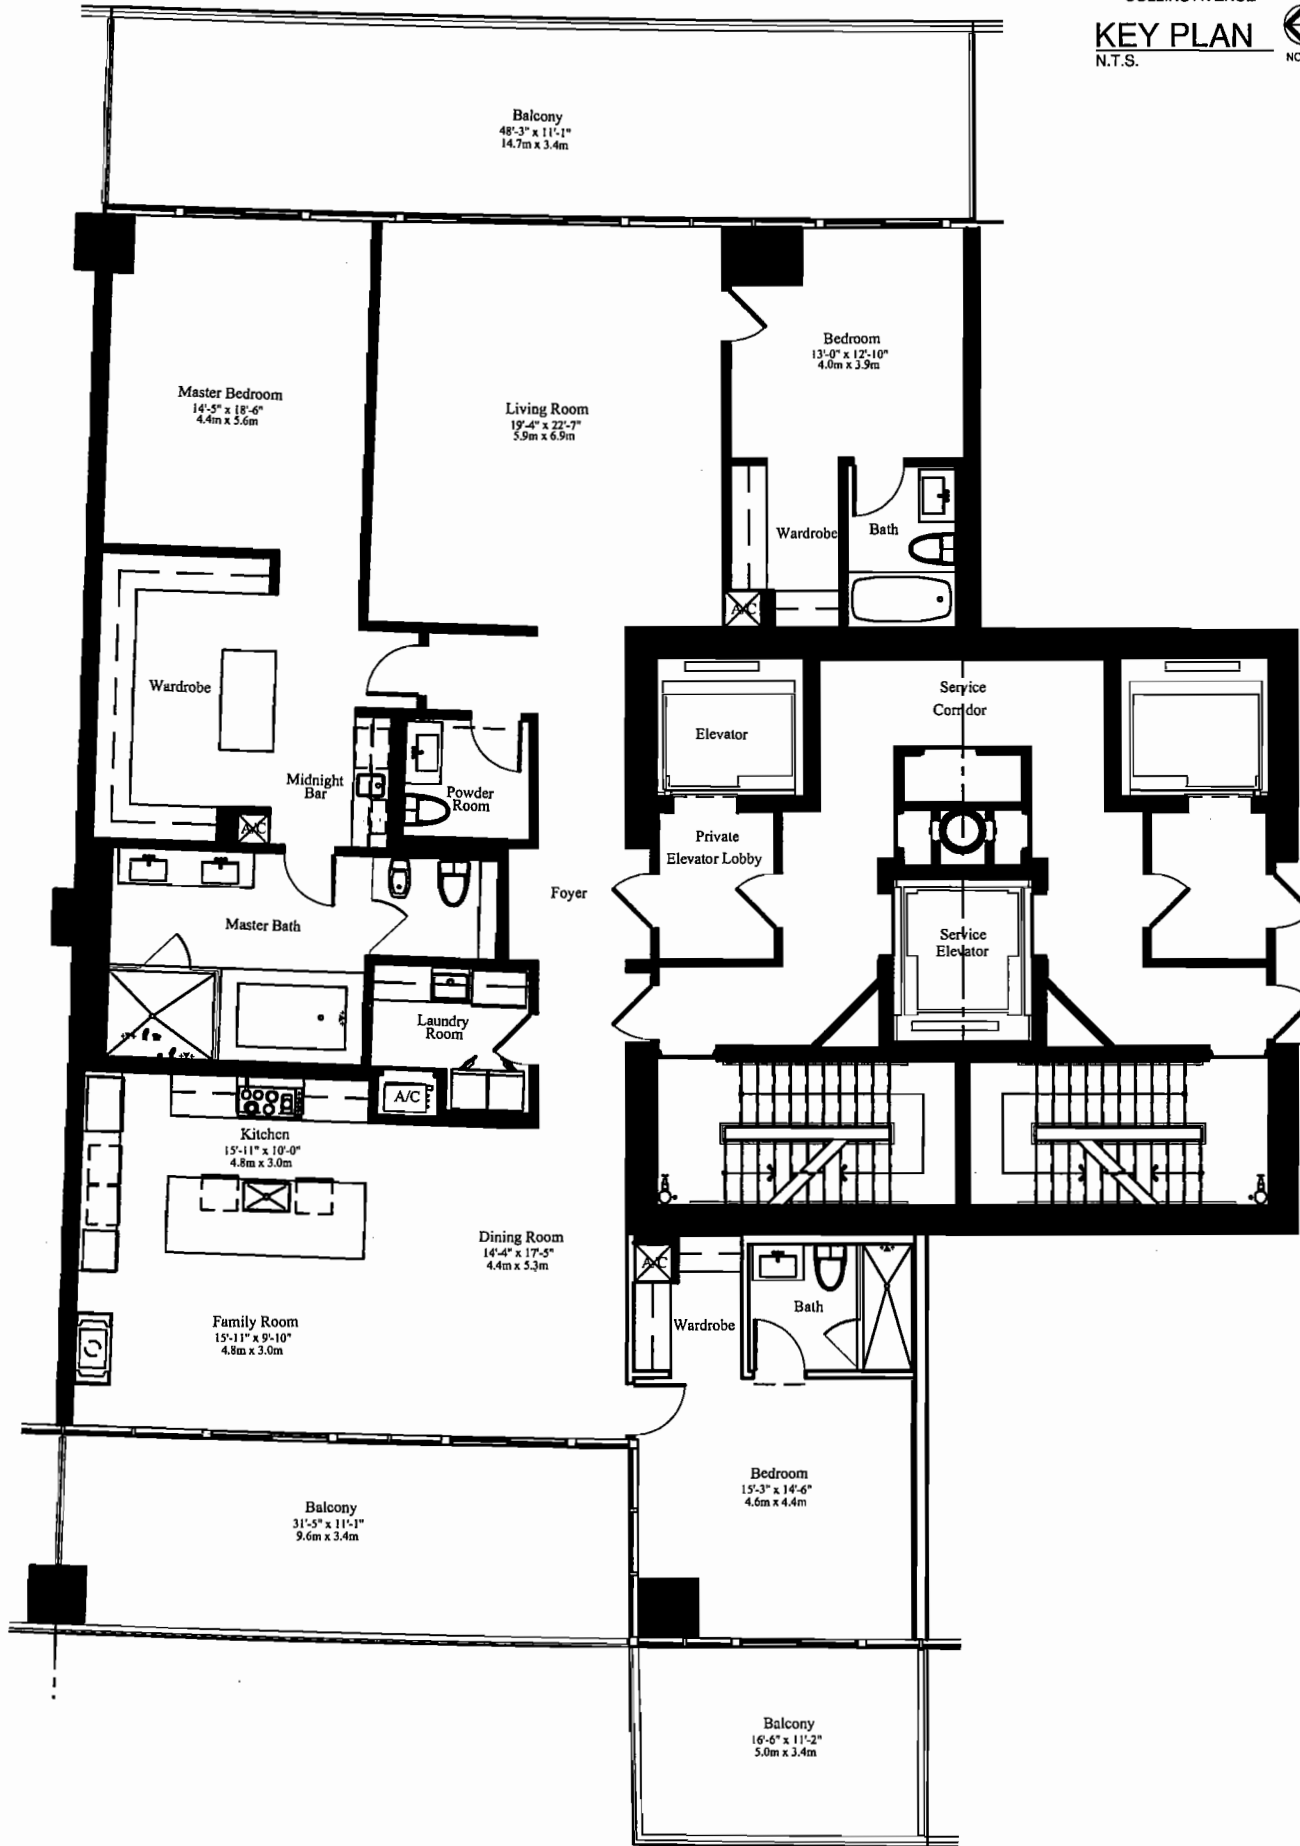 KEY PLAN
N.T.S.
Balcony
48'-3" x 11'-1"
14.7m x 3.4m
Bedroom
13'-0" x 12'-10"
4.0m x 3.9m
Master Bedroom
14'-5" x 18'-6"
4.4m x 5.6m
Living Room
19'-4" x 22'-7"
5.9m x 6.9m
Wardrobe
Bath
A/C
Wardrobe
Service
Corridor
Elevator
Midnight
Bar
Powder
Room
A/C
Private
Elevator Lobby
Foyer
Master Bath
Service
Elevator
Laundry
Room
A/C
Kitchen
15'-11" x 10'-0"
4.8m x 3.0m
Dining Room
14'-4" x 17'-5"
4.4m x 5.3m
A/C
Family Room
15'-11" x 9'-10"
4.8m x 3.0m
Wardrobe
Bath
Bedroom
15'-3" x 14'-6"
4.6m x 4.4m
Balcony
31'-5" x 11'-1"
9.6m x 3.4m
Balcony
16'-6" x 11'-2"
5.0m x 3.4m